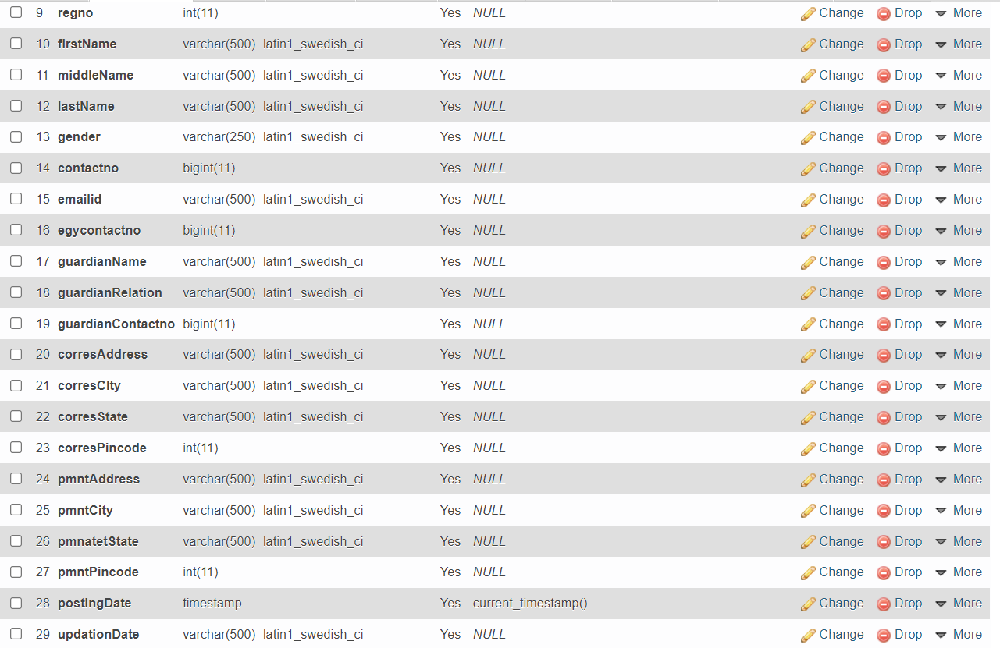 9 regno int(11) Yes NULL Change Drop More
10 firstName varchar(500) latin1_swedish_ci Yes NULL Change Drop More
11 middleName varchar(500) latin1_swedish_ci Yes NULL Change Drop More
12 lastName varchar(500) latin1_swedish_ci Yes NULL Change Drop More
13 gender varchar(250) latin1_swedish_ci Yes NULL Change Drop More
14 contactno bigint(11) Yes NULL Change Drop More
15 emailid varchar(500) latin1_swedish_ci Yes NULL Change Drop More
16 egycontactno bigint(11) Yes NULL Change Drop More
17 guardianName varchar(500) latin1_swedish_ci Yes NULL Change Drop More
18 guardianRelation varchar(500) latin1_swedish_ci Yes NULL Change Drop More
19 guardianContactno bigint(11) Yes NULL Change Drop More
20 corresAddress varchar(500) latin1_swedish_ci Yes NULL Change Drop More
21 corresCIty varchar(500) latin1_swedish_ci Yes NULL Change Drop More
22 corresState varchar(500) latin1_swedish_ci Yes NULL Change Drop More
23 corresPincode int(11) Yes NULL Change Drop More
24 pmntAddress varchar(500) latin1_swedish_ci Yes NULL Change Drop More
25 pmntCity varchar(500) latin1_swedish_ci Yes NULL Change Drop More
26 pmnatetState varchar(500) latin1_swedish_ci Yes NULL Change Drop More
27 pmntPincode int(11) Yes NULL Change Drop More
28 postingDate timestamp Yes current_timestamp() Change Drop More
29 updationDate varchar(500) latin1_swedish_ci Yes NULL Change Drop More